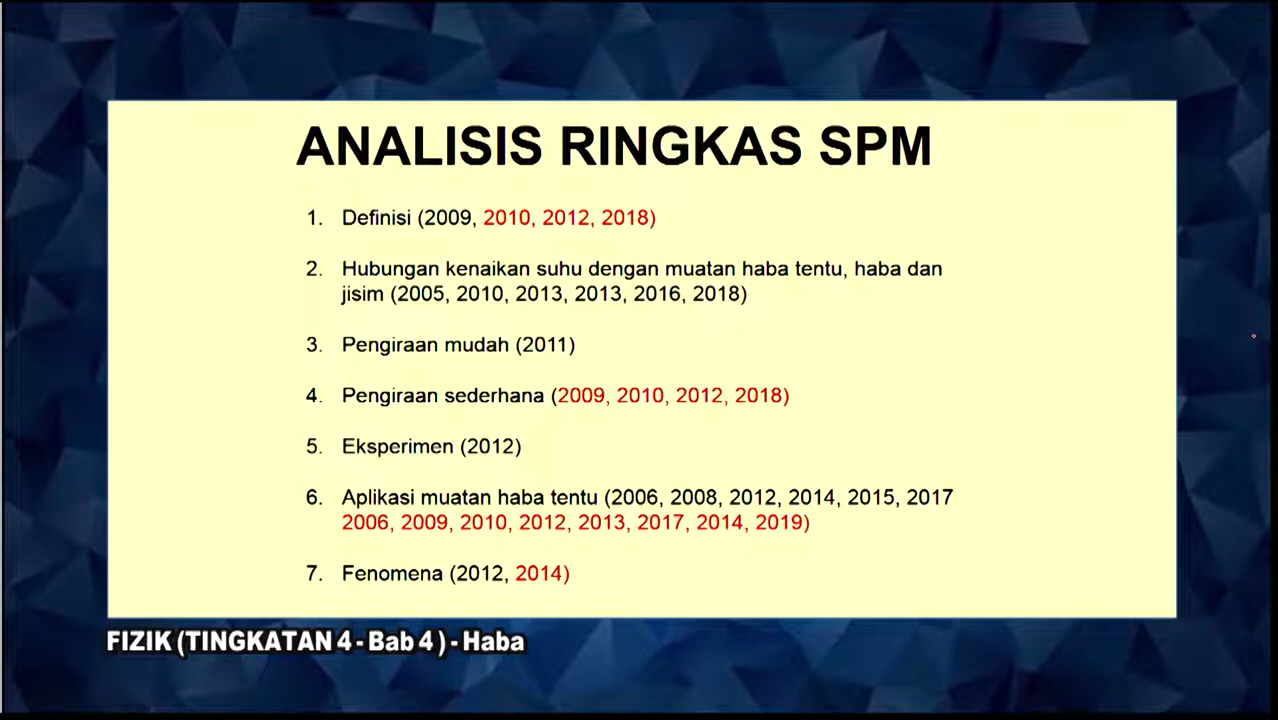 ANALISIS RINGKAS SPM
1. Definisi (2009, 2010, 2012, 2018)
2. Hubungan kenaikan suhu dengan muatan haba tentu, haba dan
jisim (2005, 2010, 2013, 2013, 2016, 2018)
3. Pengiraan mudah (2011)
4. Pengiraan sederhana (2009, 2010, 2012, 2018)
5. Eksperimen (2012)
6. Aplikasi muatan haba tentu (2006, 2008, 2012, 2014, 2015, 2017
2006, 2009, 2010, 2012, 2013, 2017, 2014, 2019)
7. Fenomena (2012, 2014)
FIZIK (TINGKATAN 4 - Bab 4 ) - Haba